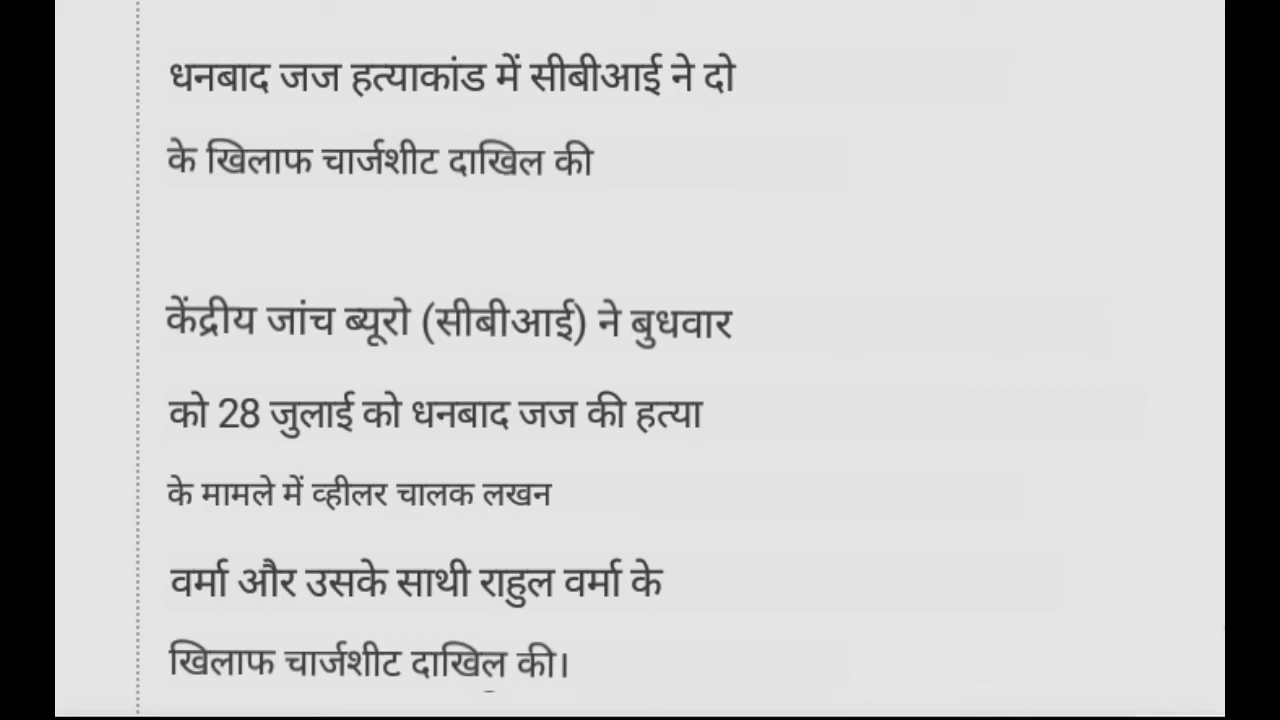 धनबाद जज हत्याकांड में सीबीआई ने दो
के खिलाफ चार्जशीट दाखिल की
केंद्रीय जांच ब्यूरो (सीबीआई) ने बुधवार
को 28 जुलाई को धनबाद जज की हत्या
के मामले में व्हीलर चालक लखन
वर्मा और उसके साथी राहुल वर्मा के
खिलाफ चार्जशीट दाखिल की।